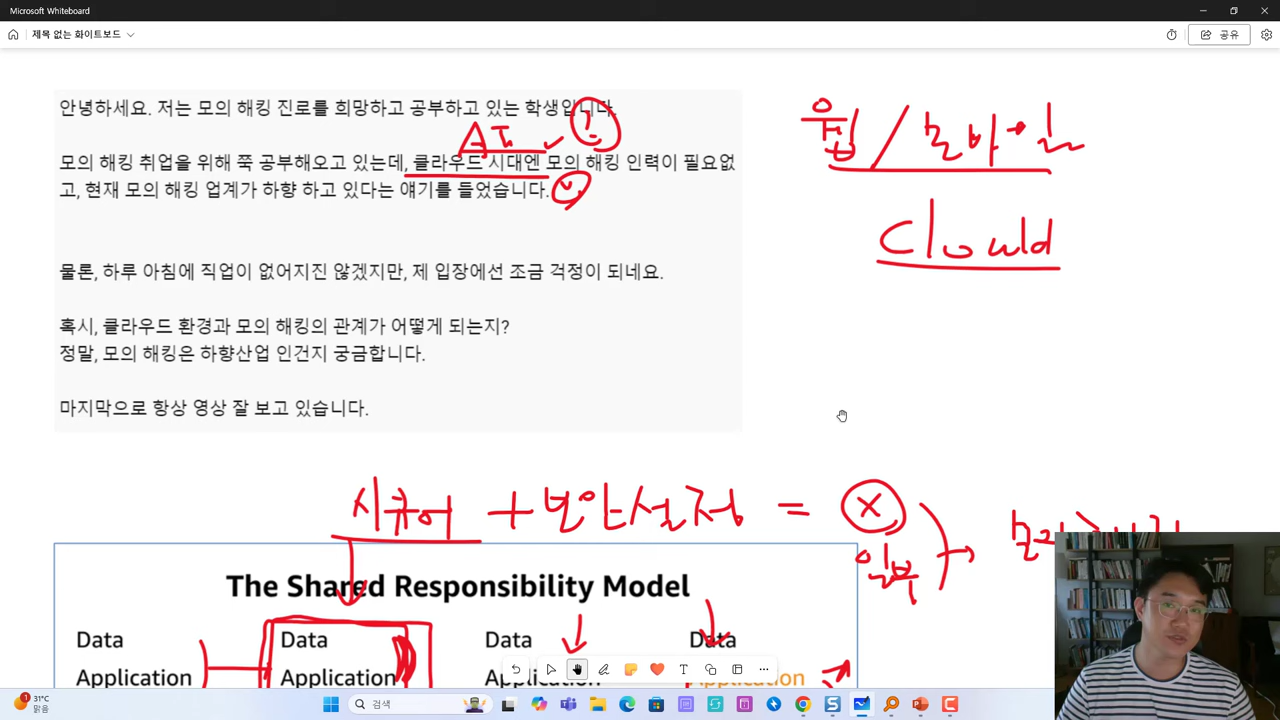 Microsoft Whiteboard
제목 없는 화이트보드
공유
안녕하세요. 저는 모의 해킹 진로를 희망하고 공부하고 있는 학생입니다.
AI
모의 해킹 취업을 위해 쭉 공부해오고 있는데, 클라우드 시대엔 모의 해킹 인력이 필요없
고, 현재 모의 해킹 업계가 하향 하고 있다는 얘기를 들었습니다.
물론, 하루 아침에 직업이 없어지진 않겠지만, 제 입장에선 조금 걱정이 되네요.
혹시, 클라우드 환경과 모의 해킹의 관계가 어떻게 되는지?
정말, 모의 해킹은 하향산업 인건지 궁금합니다.
마지막으로 항상 영상 잘 보고 있습니다.
웹/모바일
Clould
시큐어 + 보안설정 = X
일부
The Shared Responsibility Model
Data Data Data Data
Application Application Application
31°C
맑음
검색